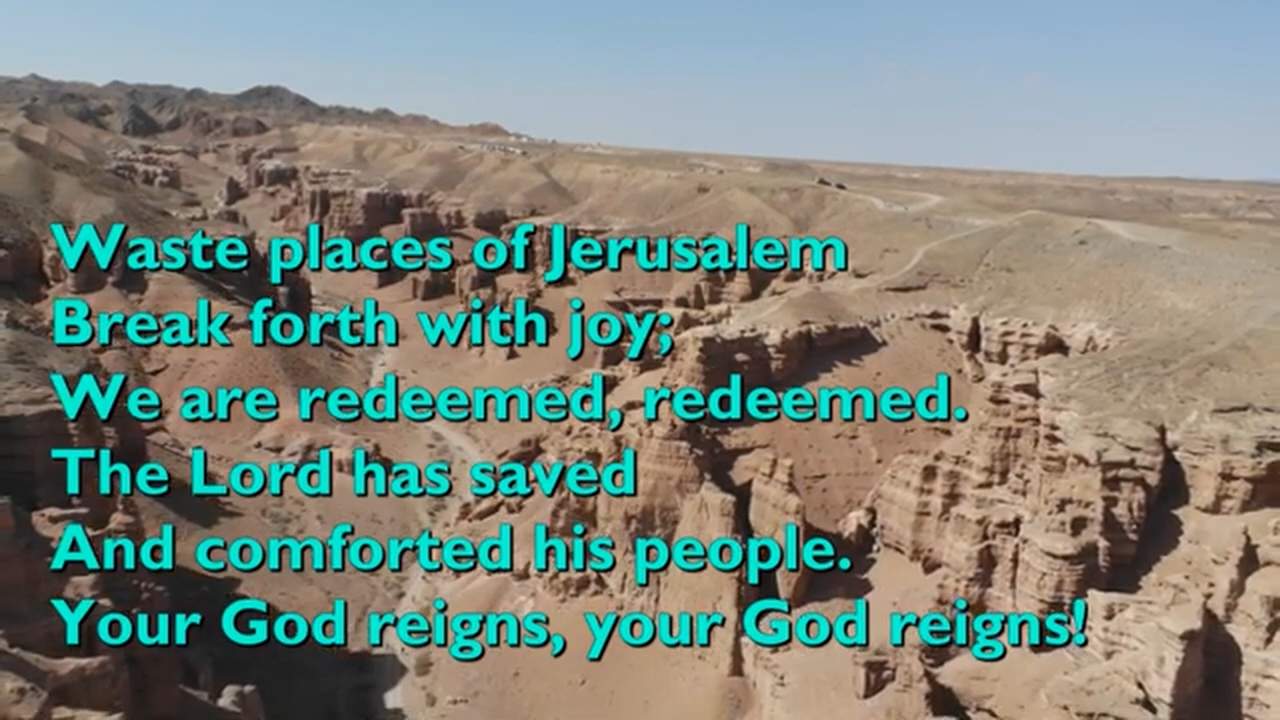 Waste places of Jerusalem
Break forth with joy;
We are redeemed, redeemed.
The Lord has saved
And comforted his people.
Your God reigns, your God reigns!